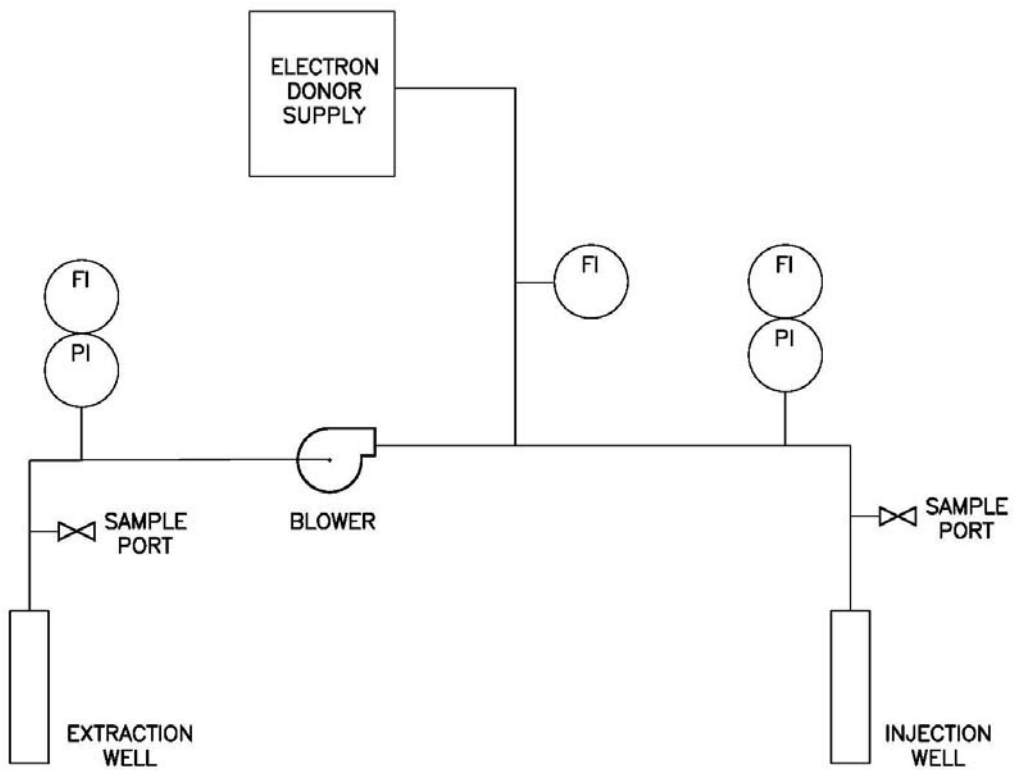 ELECTRON
DONOR
SUPPLY
FI
PI
FI
FI
PI
BLOWER
SAMPLE
PORT
SAMPLE
PORT
EXTRACTION
WELL
INJECTION
WELL